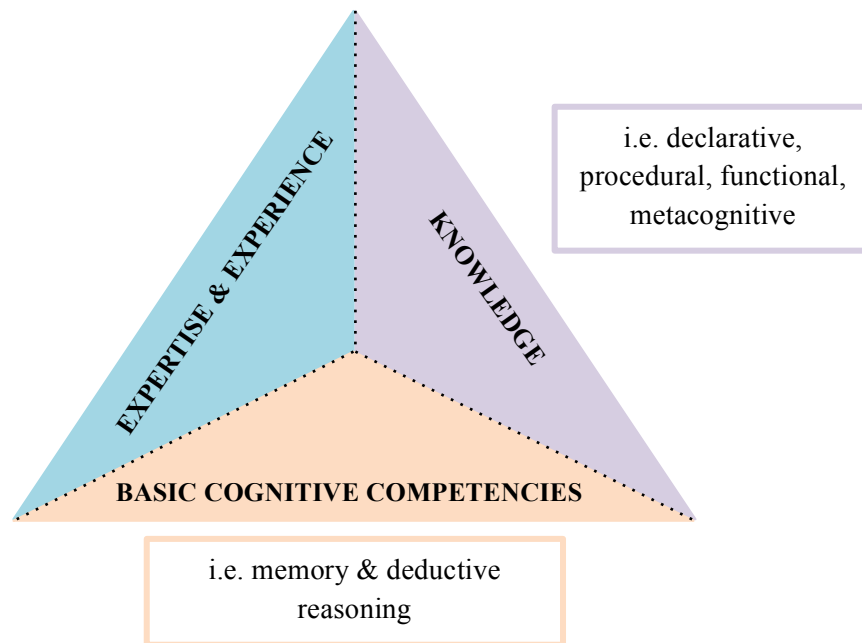 EXPERTISE & EXPERIENCE
KNOWLEDGE
i.e. declarative,
procedural, functional,
metacognitive
BASIC COGNITIVE COMPETENCIES
i.e. memory & deductive
reasoning